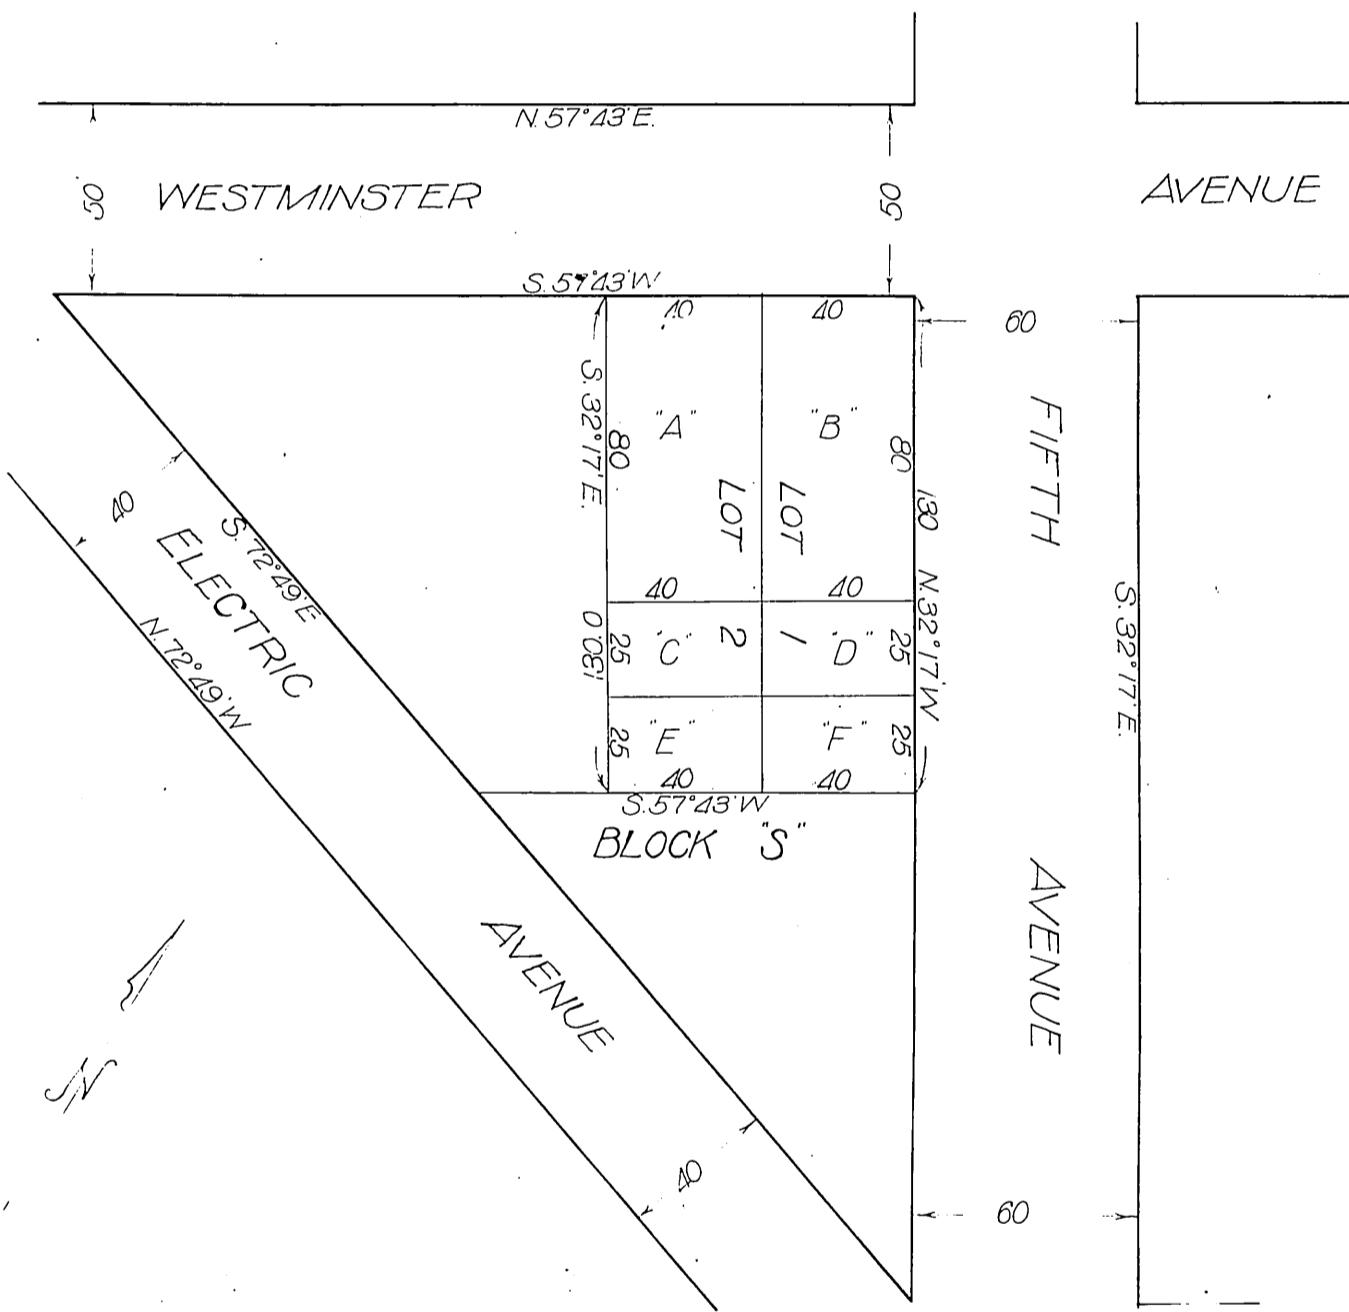 N. 57°43'E.
50
WESTMINSTER
50
AVENUE
S. 57°43'W
40
40
60
S. 32°17'E.
80
"A"
"B"
80
130 N.32°17'W
FIFTH
LOT
LOT
40
S. 72°49'E
ELECTRIC
N. 72°49'W
40
40
130.0
25
"C"
2
1
"D"
25
S. 32°17'E.
25
"E"
"F"
25
40
40
S. 57°43'W
BLOCK "S"
AVENUE
AVENUE
N
40
60